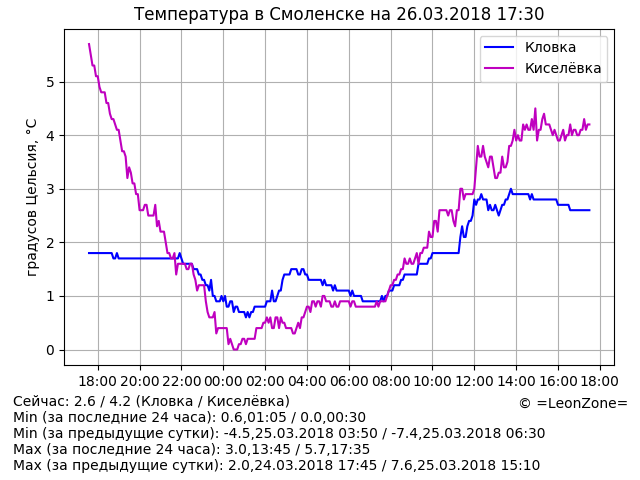 Температура в Смоленске на 26.03.2018 17:30
Кловка
Киселёвка
градусов Цельсия, °C
5
4
3
2
1
0
18:00 20:00 22:00 00:00 02:00 04:00 06:00 08:00 10:00 12:00 14:00 16:00 18:00
Сейчас: 2.6 / 4.2 (Кловка / Киселёвка)
© =LeonZone=
Min (за последние 24 часа): 0.6,01:05 / 0.0,00:30
Min (за предыдущие сутки): -4.5,25.03.2018 03:50 / -7.4,25.03.2018 06:30
Max (за последние 24 часа): 3.0,13:45 / 5.7,17:35
Max (за предыдущие сутки): 2.0,24.03.2018 17:45 / 7.6,25.03.2018 15:10